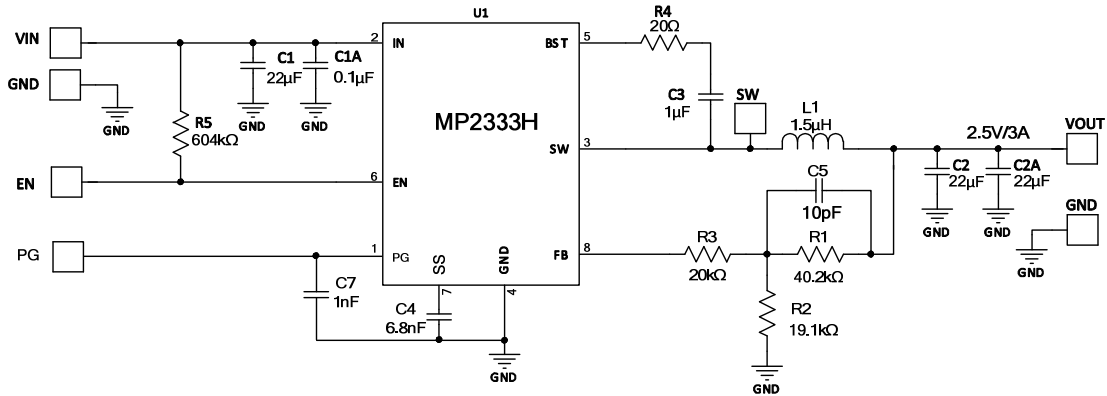 U1
R4
20Ω
VIN
2
IN
BST
5
C1
22µF
C1A
0.1µF
GND
GND
GND
GND
R5
604kΩ
C3
1µF
SW
L1
1.5µH
MP2333H
SW
3
2.5V/3A
VOUT
EN
6
EN
C5
10pF
C2
22µF
C2A
22µF
GND
GND
GND
GND
PG
1
PG
FB
8
R3
20kΩ
R1
40.2kΩ
C7
1nF
SS
7
GND
4
C4
6.8nF
R2
19.1kΩ
GND
GND